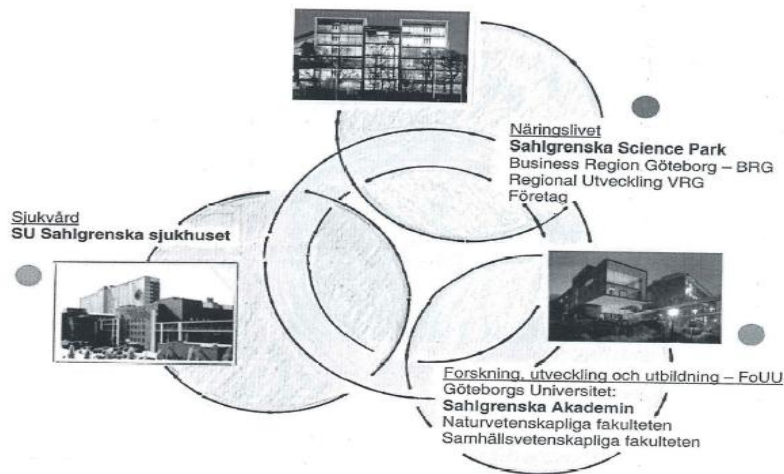 Näringslivet
Sahlgrenska Science Park
Business Region Göteborg – BRG
Regional Utveckling VRG
Företag
Sjukvård
SU Sahlgrenska sjukhuset
Forskning, utveckling och utbildning – FoUU
Göteborgs Universitet:
Sahlgrenska Akademin
Naturvetenskapliga fakulteten
Samhällsvetenskapliga fakulteten